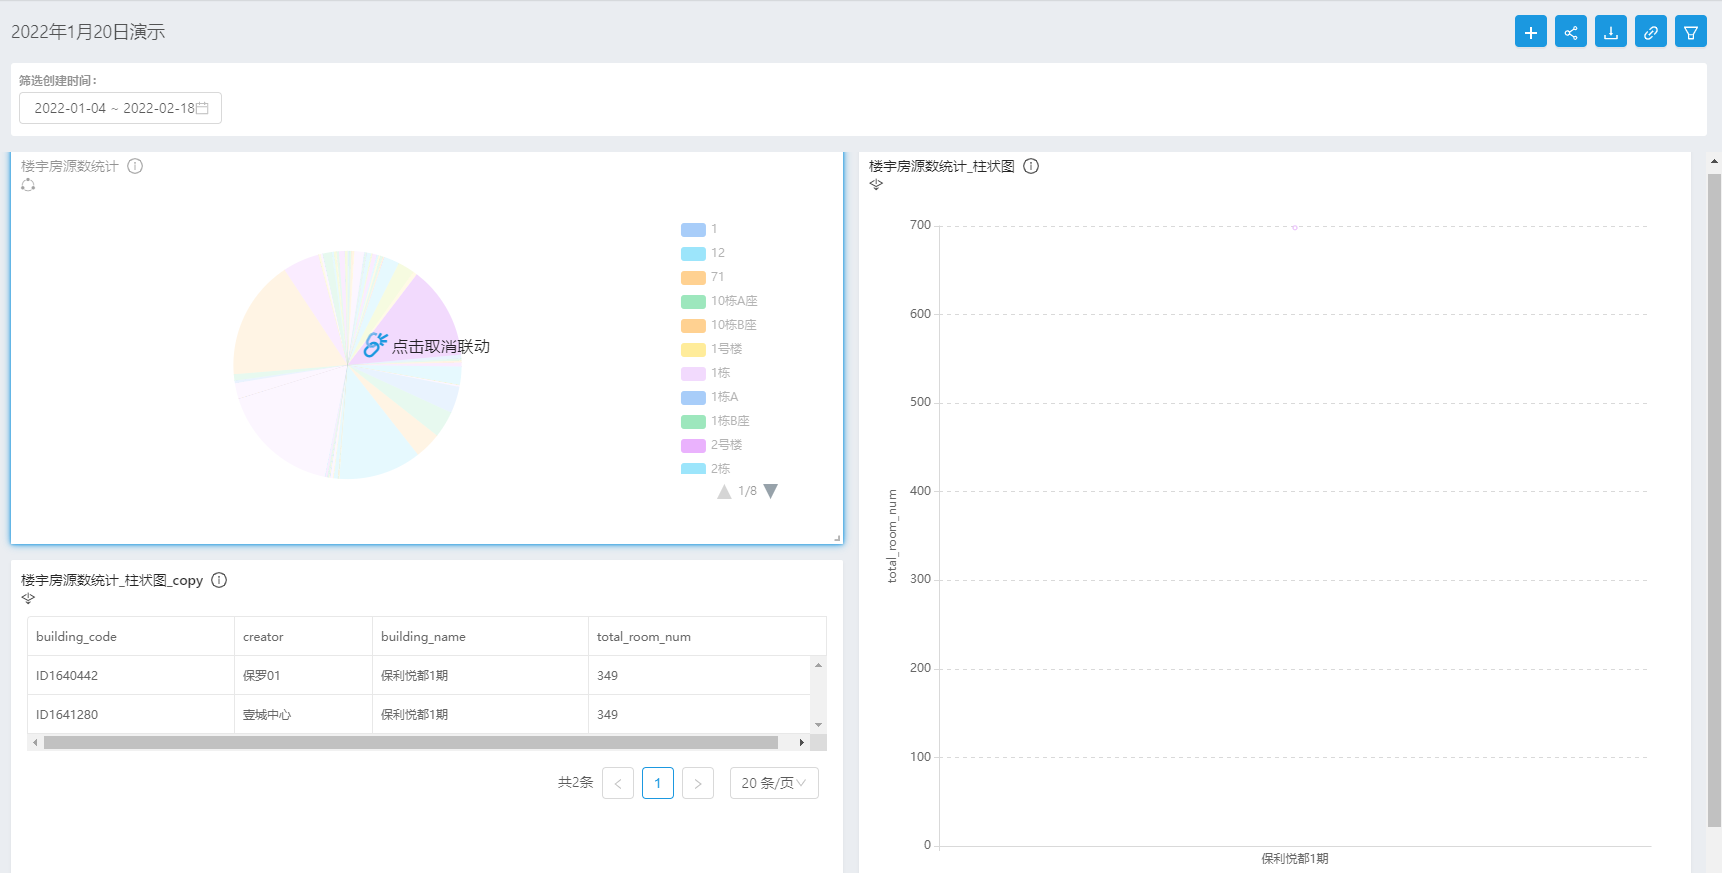 2022年1月20日演示
筛选创建时间：
2022-01-04 ~ 2022-02-18
楼宇房源数统计
1
12
71
10栋A座
10栋B座
1号楼
1栋
1栋A
1栋B座
2号楼
2栋
1/8
点击取消联动
楼宇房源数统计_柱状图
700
600
500
400
300
200
100
0
total_room_num
保利悦都1期
楼宇房源数统计_柱状图_copy
building_code creator building_name total_room_num
ID1640442 保罗01 保利悦都1期 349
ID1641280 壹城中心 保利悦都1期 349
共2条 < 1 > 20 条/页